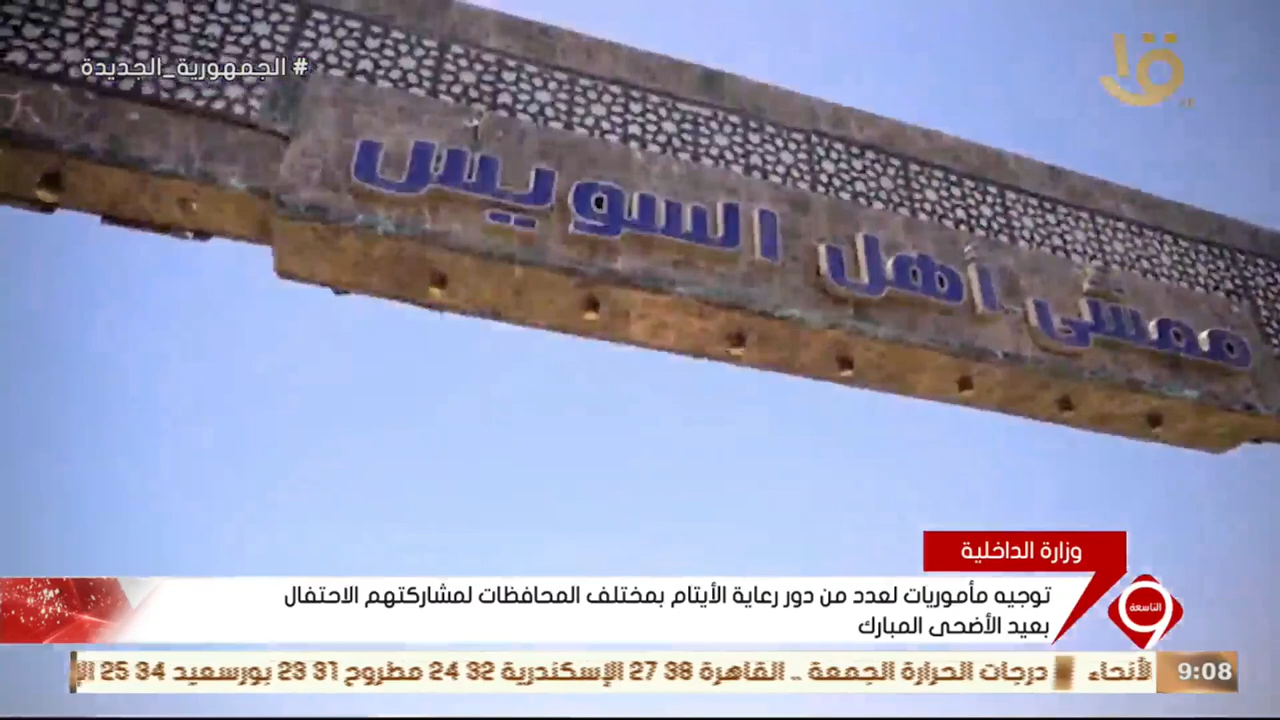 # الجمهورية_الجديدة
ممشى أهل السويس
وزارة الداخلية
توجيه مأموريات لعدد من دور رعاية الأيتام بمختلف المحافظات لمشاركتهم الاحتفال
بعيد الأضحى المبارك
التاسعة
9
9:08
درجات الحرارة الجمعة .. القاهرة 38 27 الإسكندرية 32 24 مطروح 31 23 بورسعيد 34 25